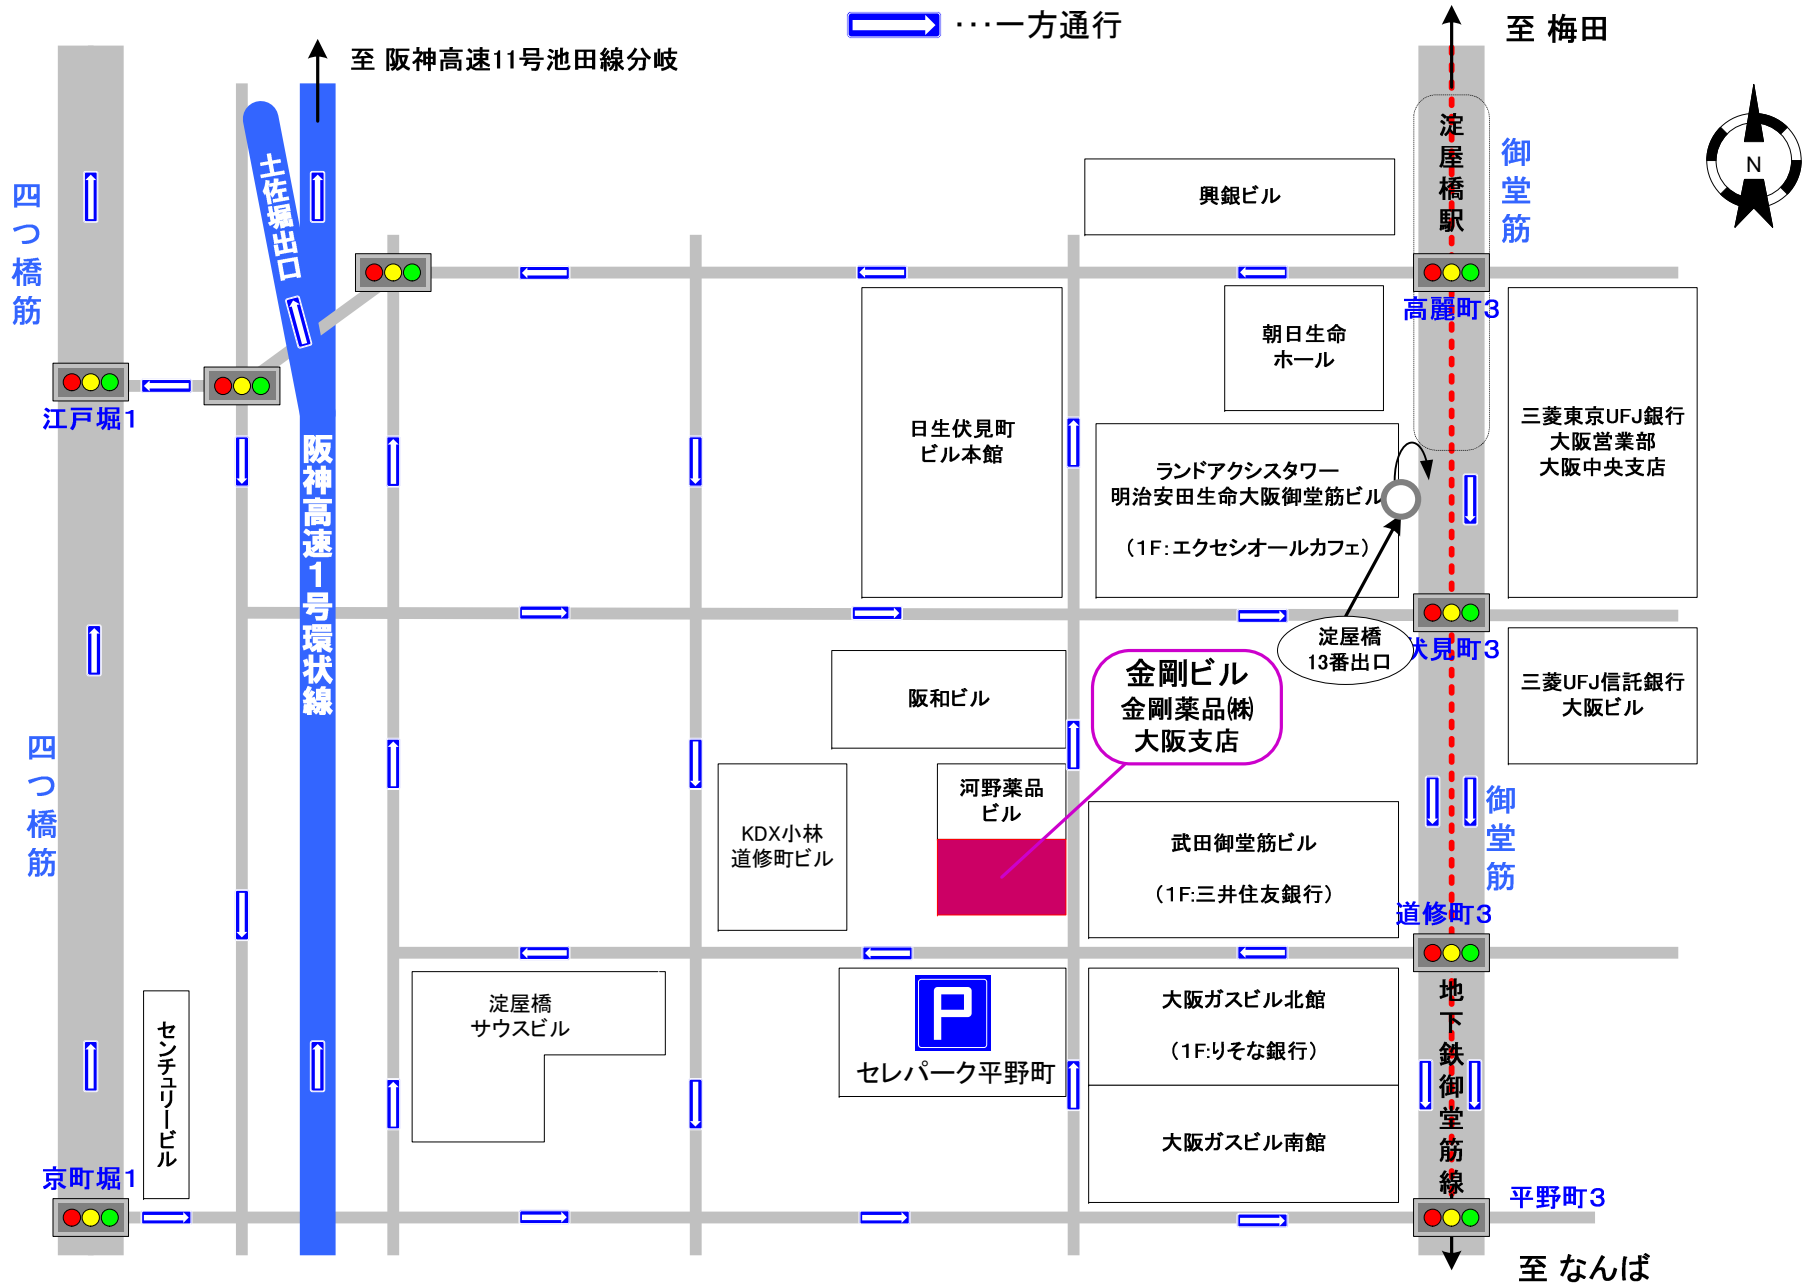 …一方通行
至 梅田
至 阪神高速11号池田線分岐
淀屋橋駅
御堂筋
N
土佐堀出口
四つ橋筋
興銀ビル
高麗町3
朝日生命
ホール
江戸堀1
日生伏見町
ビル本館
三菱東京UFJ銀行
大阪営業部
大阪中央支店
ランドアクシスタワー
明治安田生命大阪御堂筋ビル
(1F:エクセシオールカフェ)
阪神高速1号環状線
淀屋橋
13番出口
伏見町3
金剛ビル
金剛薬品㈱
大阪支店
阪和ビル
三菱UFJ信託銀行
大阪ビル
四つ橋筋
河野薬品
ビル
KDX小林
道修町ビル
武田御堂筋ビル
(1F:三井住友銀行)
御堂筋
道修町3
淀屋橋
サウスビル
P
セレパーク平野町
大阪ガスビル北館
(1F:りそな銀行)
地下鉄御堂筋線
センチュリービル
大阪ガスビル南館
京町堀1
平野町3
至 なんば